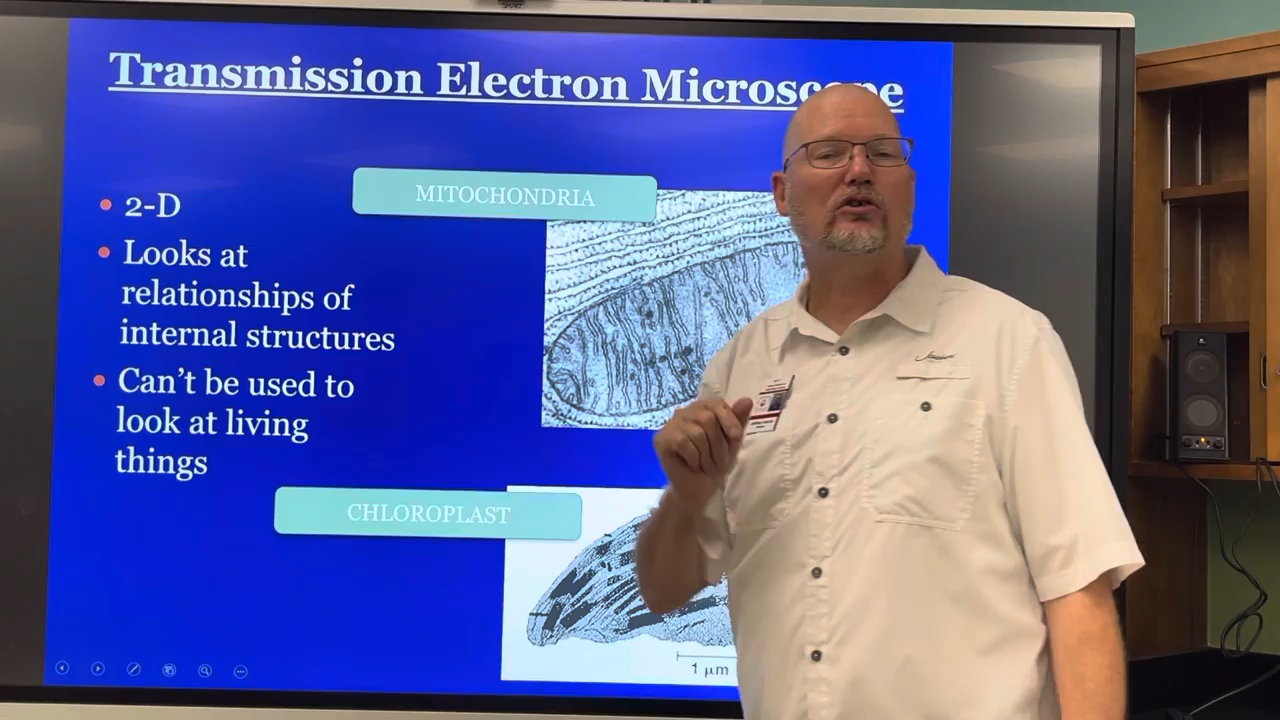 Transmission Electron Microscope
MITOCHONDRIA
2-D
Looks at
relationships of
internal structures
Can't be used to
look at living
things
CHLOROPLAST
1 μm